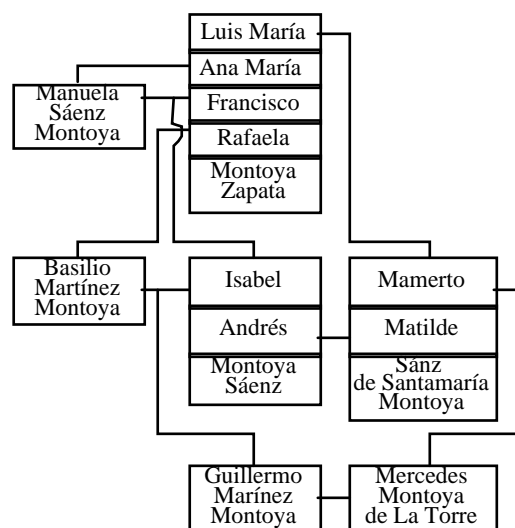 Luis María
Ana María
Manuela
Sáenz
Montoya
Francisco
Rafaela
Montoya
Zapata
Basilio
Martínez
Montoya
Isabel
Mamerto
Andrés
Matilde
Montoya
Sáenz
Sánz
de Santamaría
Montoya
Guillermo
Marínez
Montoya
Mercedes
Montoya
de La Torre